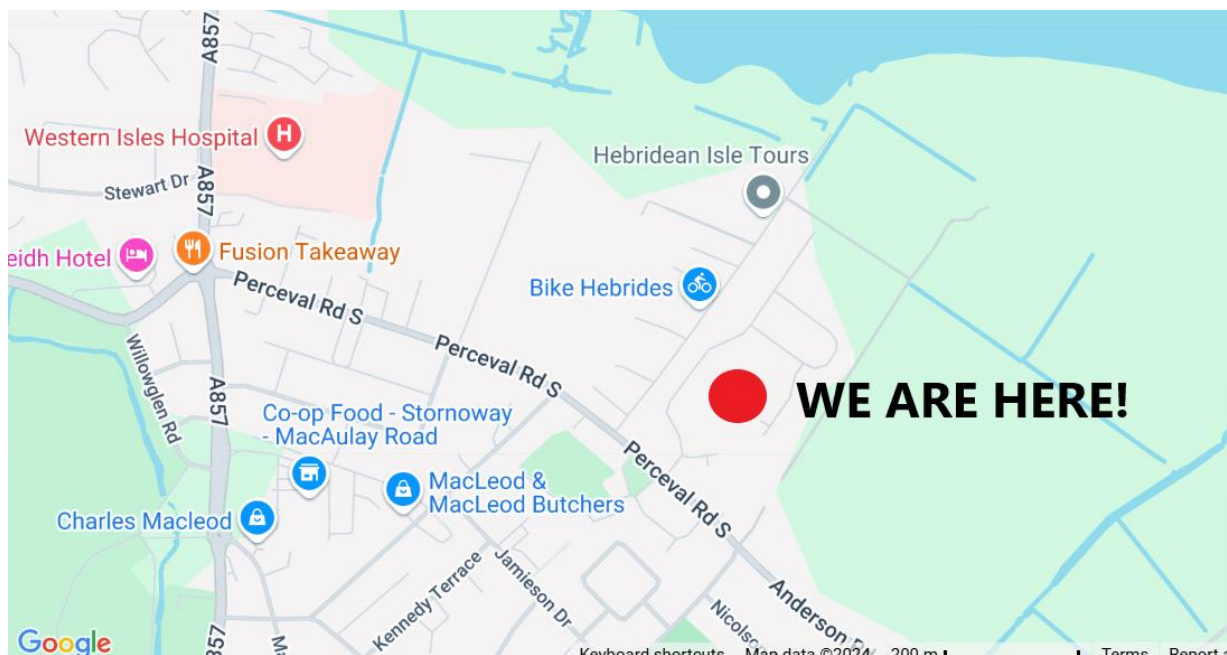 A857
Western Isles Hospital
H
Hebridean Isle Tours
Stewart Dr
A857
eidh Hotel
Fusion Takeaway
Perceval Rd S
Bike Hebrides
Perceval Rd S
Willowglen Rd
A857
WE ARE HERE!
Co-op Food - Stornoway
- MacAulay Road
MacLeod &
MacLeod Butchers
Perceval Rd S
Charles Macleod
Kennedy Terrace
Jamieson Dr
Anderson
Google
857
Keyboard shortcuts Map data ©2024 200 m Terms Report